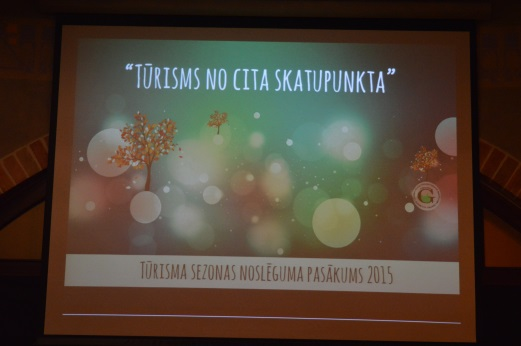 “TŪRISMS NO CITA SKATUPUNKTA”
G
TŪRISMA SEZONAS NOSLĒGUMA PASĀKUMS 2015